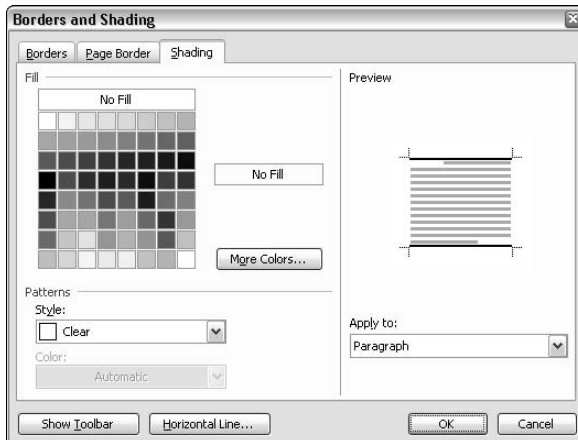 Borders and Shading
Borders
Page Border
Shading
Fill
No Fill
No Fill
More Colors...
Patterns
Style:
Clear
Color:
Automatic
Preview
Apply to:
Paragraph
Show Toolbar
Horizontal Line...
OK
Cancel